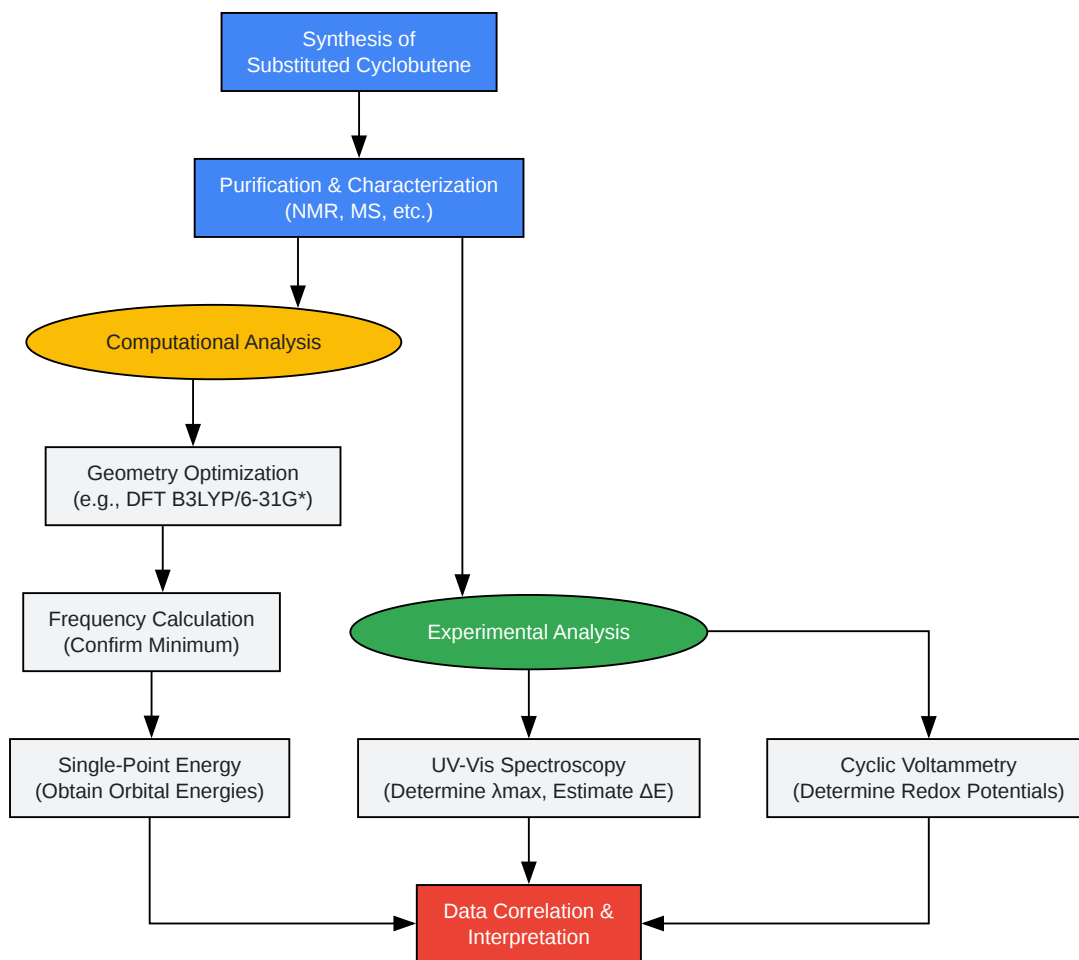 Synthesis of
Substituted Cyclobutene
Purification & Characterization
(NMR, MS, etc.)
Computational Analysis
Geometry Optimization
(e.g., DFT B3LYP/6-31G*)
Frequency Calculation
(Confirm Minimum)
Experimental Analysis
Single-Point Energy
(Obtain Orbital Energies)
UV-Vis Spectroscopy
(Determine λmax, Estimate ΔE)
Cyclic Voltammetry
(Determine Redox Potentials)
Data Correlation &
Interpretation